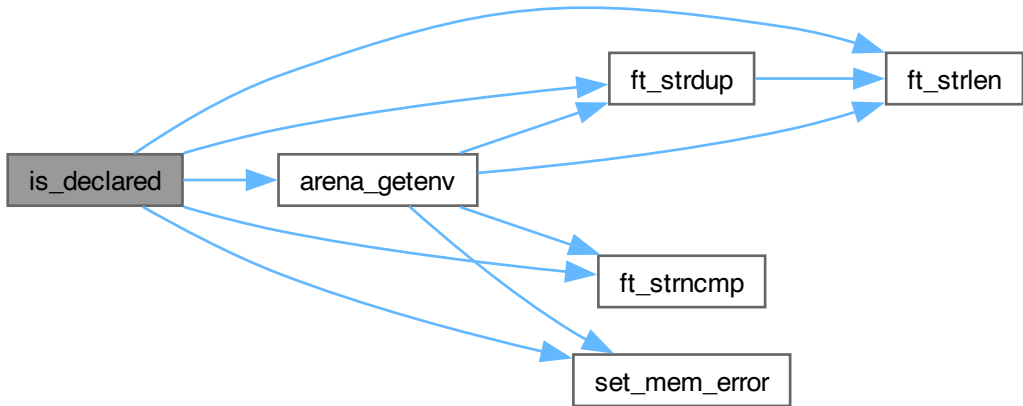 ft_strdup
ft_strlen
is_declared
arena_getenv
ft_strncmp
set_mem_error